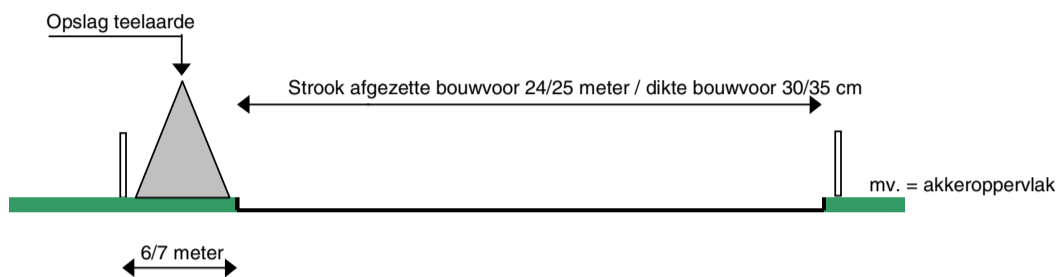 Opslag teelaarde
Strook afgezette bouwvoor 24/25 meter / dikte bouwvoor 30/35 cm
mv. = akkeroppervlak
6/7 meter